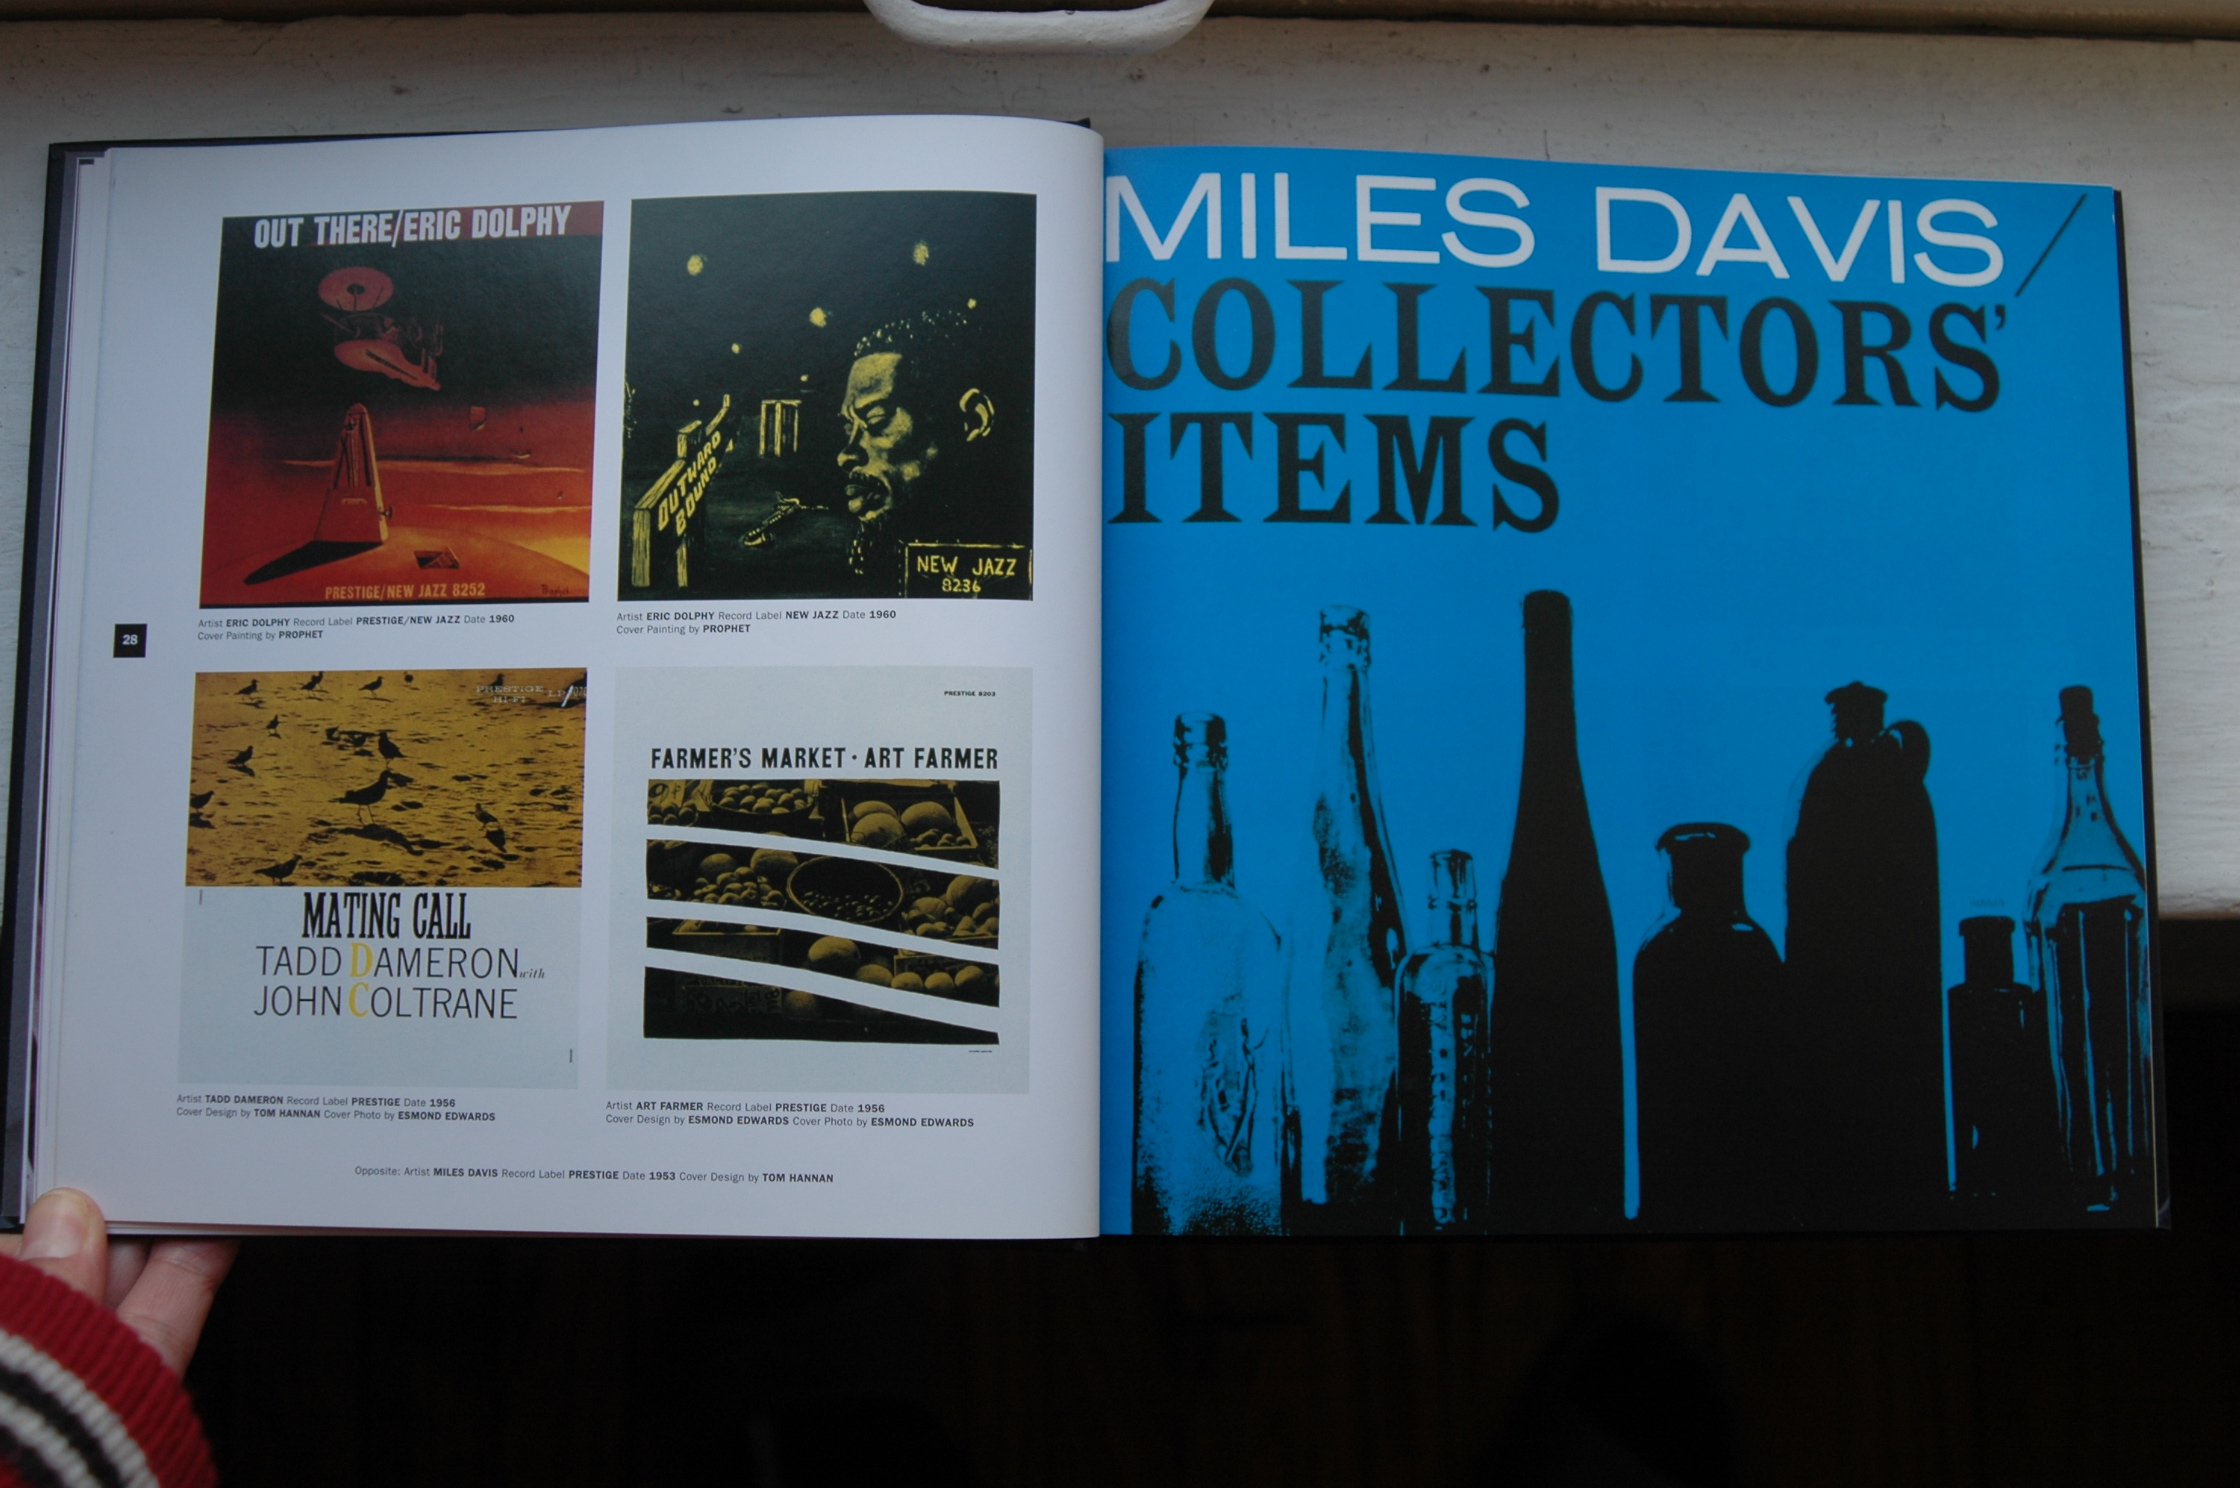 OUT THERE/ERIC DOLPHY
PRESTIGE/NEW JAZZ 8252
Artist ERIC DOLPHY Record Label PRESTIGE/NEW JAZZ Date 1960
Cover Painting by PROPHET
OUTWARD
BOUND
NEW JAZZ
8236
Artist ERIC DOLPHY Record Label NEW JAZZ Date 1960
Cover Painting by PROPHET
28
PRESTIGE LP/
HI-FI
MATING CALL
TADD DAMERON with
JOHN COLTRANE
Artist TADD DAMERON Record Label PRESTIGE Date 1956
Cover Design by TOM HANNAN Cover Photo by ESMOND EDWARDS
PRESTIGE 8203
FARMER'S MARKET · ART FARMER
Artist ART FARMER Record Label PRESTIGE Date 1956
Cover Design by ESMOND EDWARDS Cover Photo by ESMOND EDWARDS
Opposite: Artist MILES DAVIS Record Label PRESTIGE Date 1953 Cover Design by TOM HANNAN
MILES DAVIS/
COLLECTORS'
ITEMS